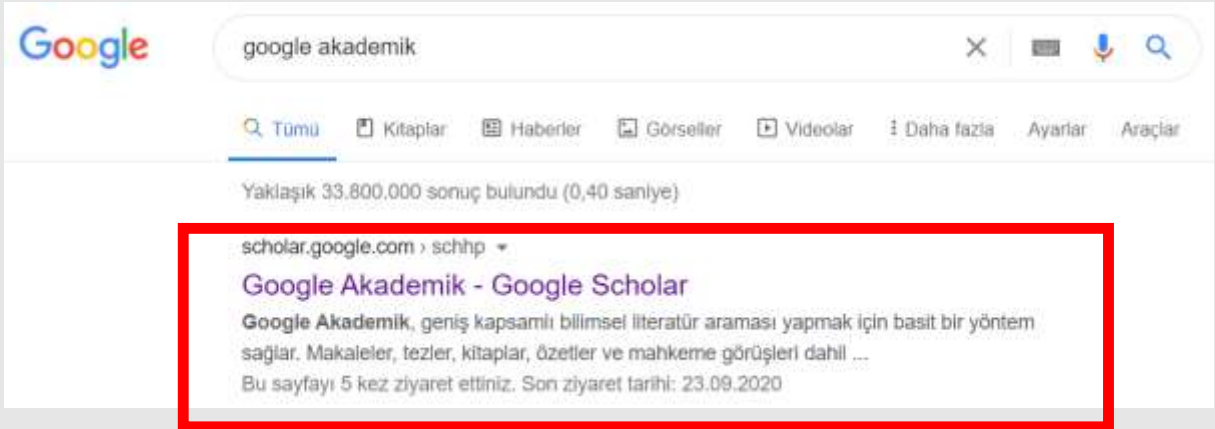 Google
google akademik
Tümü Kitaplar Haberler Görseller Videolar Daha fazla Ayarlar Araçlar
Yaklaşık 33.800.000 sonuç bulundu (0,40 saniye)
scholar.google.com › schhp
Google Akademik - Google Scholar
Google Akademik, geniş kapsamlı bilimsel literatür araması yapmak için basit bir yöntem
sağlar. Makaleler, tezler, kitaplar, özetler ve mahkeme görüşleri dahil ...
Bu sayfayı 5 kez ziyaret ettiniz. Son ziyaret tarihi: 23.09.2020